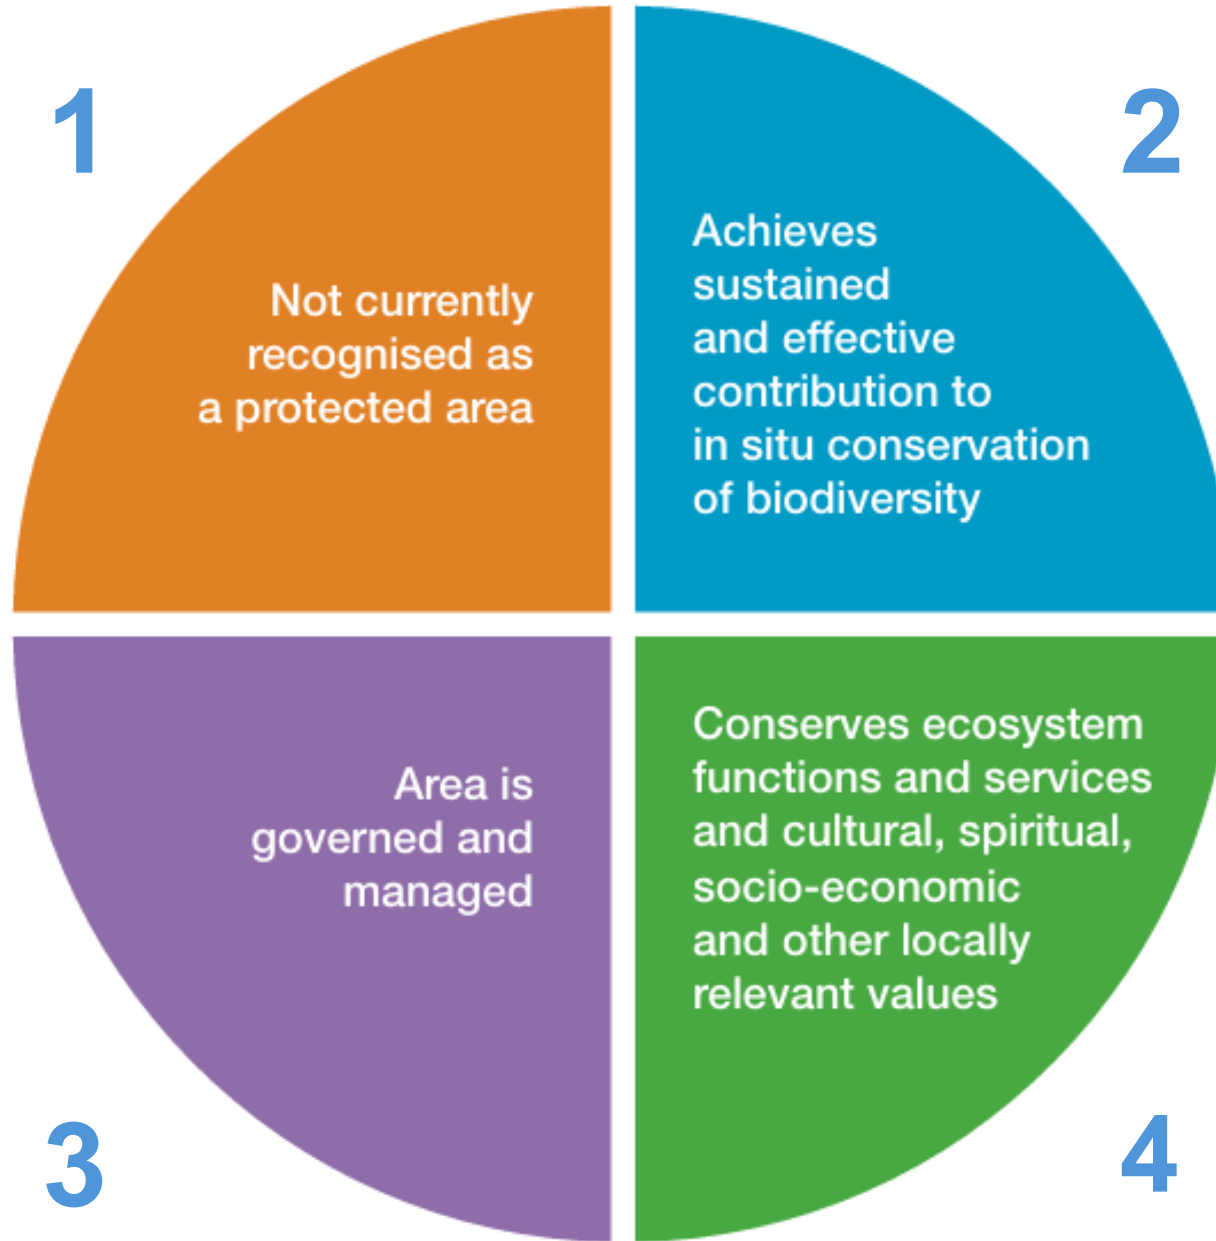 1
Not currently
recognised as
a protected area
2
Achieves
sustained
and effective
contribution to
in situ conservation
of biodiversity
3
Area is
governed and
managed
4
Conserves ecosystem
functions and services
and cultural, spiritual,
socio-economic
and other locally
relevant values